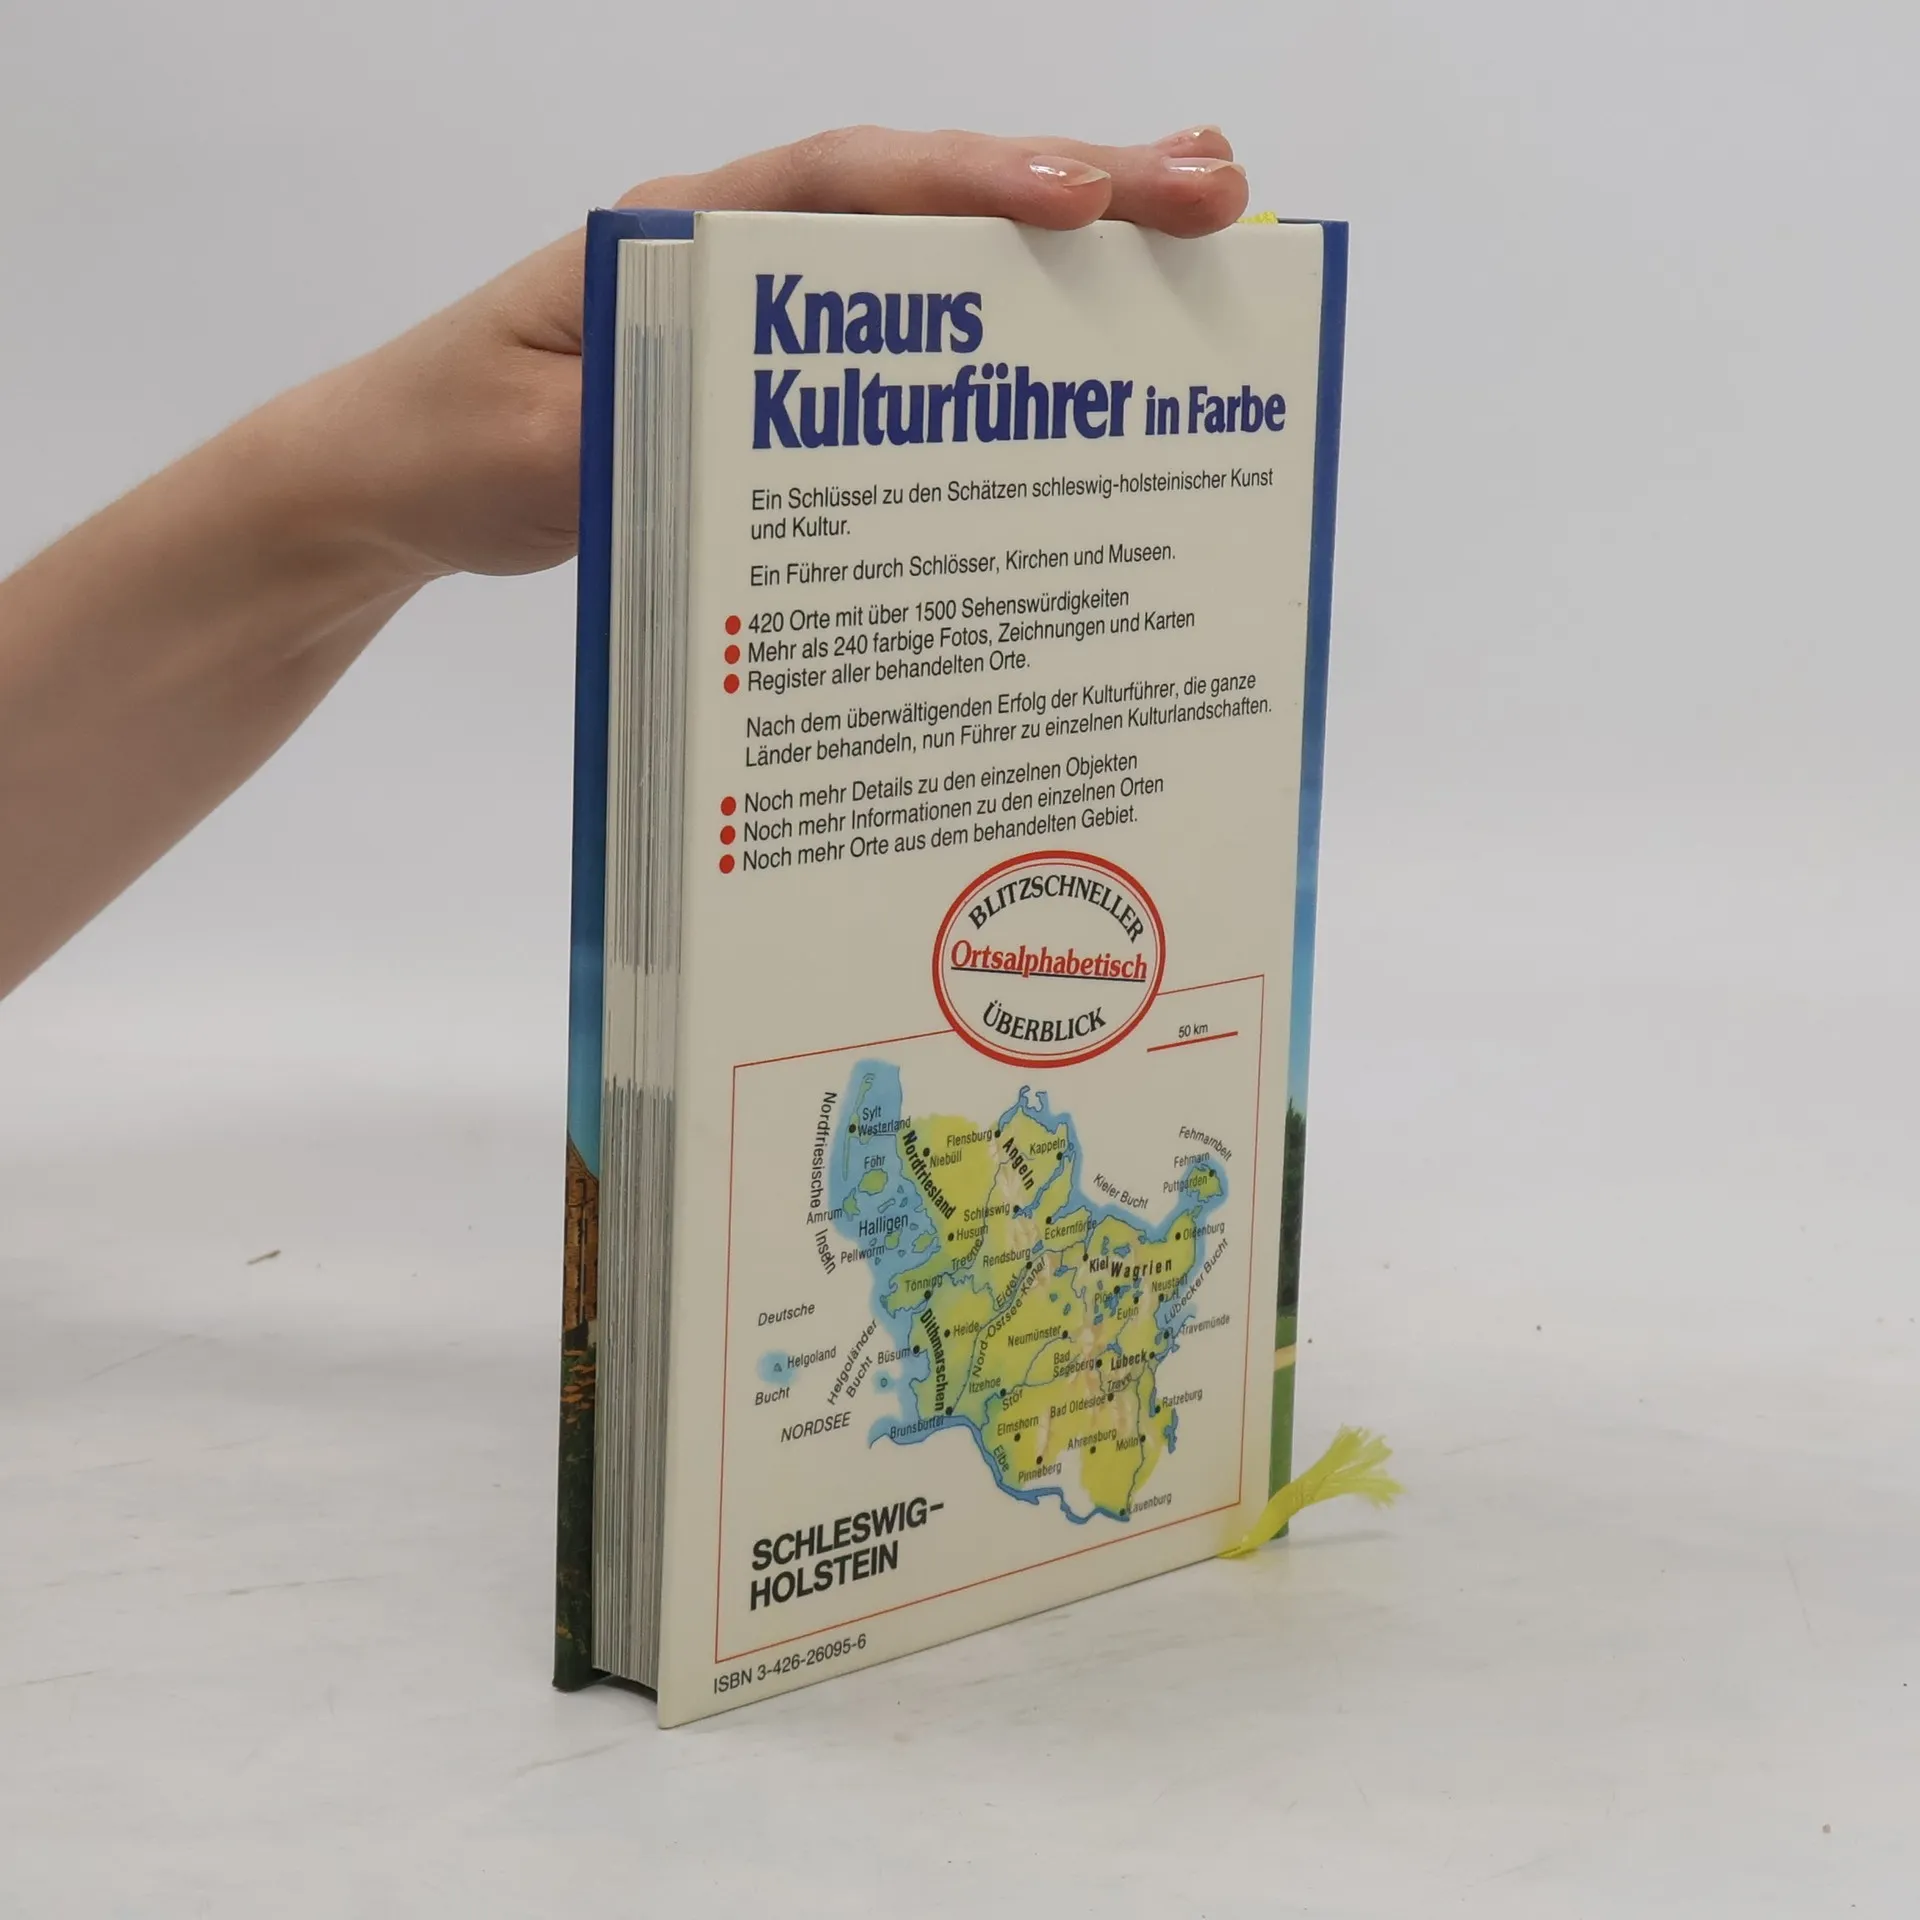 Knaurs
Kulturführer in Farbe
Ein Schlüssel zu den Schätzen schleswig-holsteinischer Kunst
und Kultur.
Ein Führer durch Schlösser, Kirchen und Museen.
420 Orte mit über 1500 Sehenswürdigkeiten
Mehr als 240 farbige Fotos, Zeichnungen und Karten
Register aller behandelten Orte.
Nach dem überwältigenden Erfolg der Kulturführer, die ganze
Länder behandeln, nun Führer zu einzelnen Kulturlandschaften.
Noch mehr Details zu den einzelnen Objekten
Noch mehr Informationen zu den einzelnen Orten
Noch mehr Orte aus dem behandelten Gebiet.
BLITZSCHNELLER
Ortsalphabetisch
ÜBERBLICK
50 km
Nordfriesische Inseln
Sylt
Westerland
Nordfriesland
Niebüll
Flensburg
Angeln
Kappeln
Fehmarnbelt
Fehmarn
Puttgarden
Kieler Bucht
Föhr
Amrum
Halligen
Pellworm
Schleswig
Husum
Treene
Eckernförde
Rendsburg
Oldenburg
Kiel
Wagrien
Tönning
Eider
Nord-Ostsee-Kanal
Plön
Eutin
Neustadt
Lübecker Bucht
Travemünde
Deutsche
Bucht
Helgoland
Helgoländer
Bucht
NORDSEE
Büsum
Heide
Dithmarschen
Neumünster
Bad
Segeberg
Lübeck
Trave
Itzehoe
Stör
Bad Oldesloe
Ratzeburg
Brunsbüttel
Elmshorn
Elbe
Ahrensburg
Mölln
Pinneberg
Lauenburg
SCHLESWIG-
HOLSTEIN
ISBN 3-426-26095-6